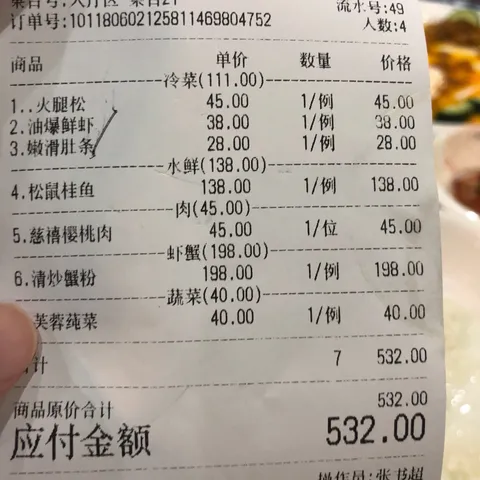 流水号:49
订单号:101180602125811469804752
人数:4
商品 单价 数量 价格
冷菜(111.00)
1..火腿松 45.00 1/例 45.00
2.油爆鲜虾 38.00 1/例 38.00
3.嫩滑肚条 28.00 1/例 28.00
水鲜(138.00)
4.松鼠桂鱼 138.00 1/例 138.00
肉(45.00)
5.慈禧樱桃肉 45.00 1/位 45.00
虾蟹(198.00)
6.清炒蟹粉 198.00 1/例 198.00
蔬菜(40.00)
芙蓉莼菜 40.00 1/例 40.00
计 7 532.00
商品原价合计 532.00
应付金额 532.00
操作员:张书超